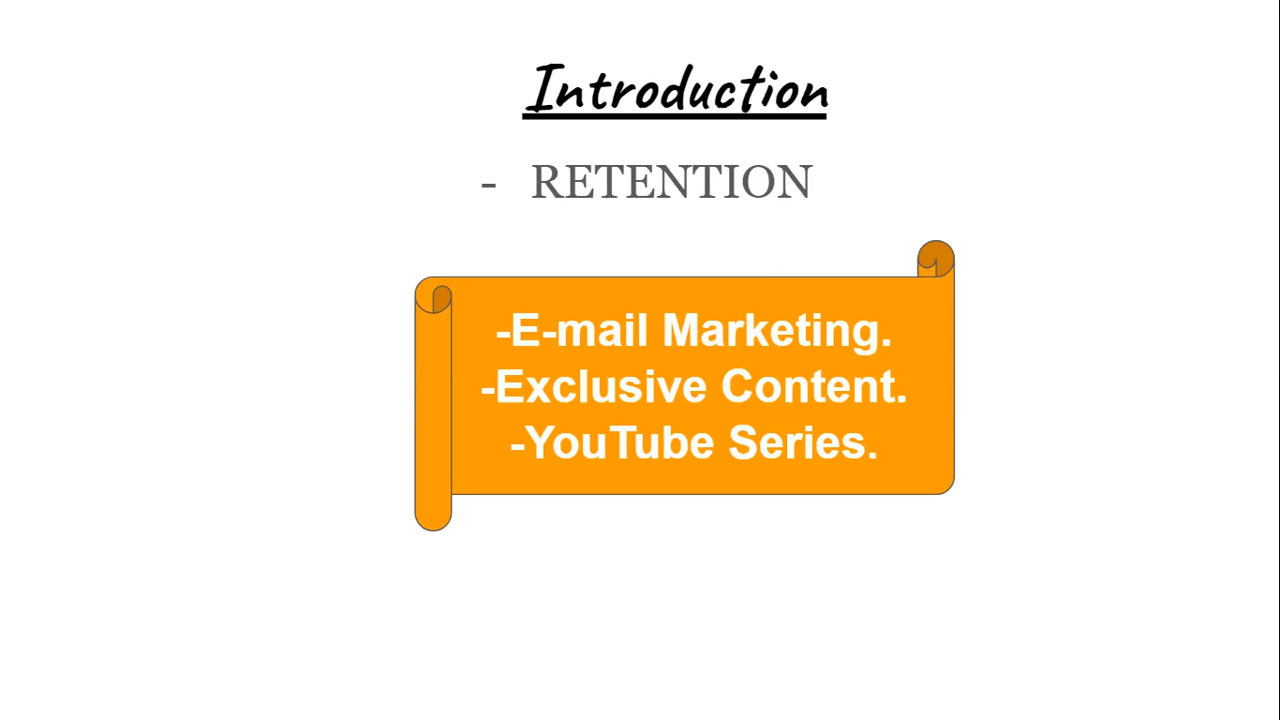 Introduction
- RETENTION
-E-mail Marketing.
-Exclusive Content.
-YouTube Series.